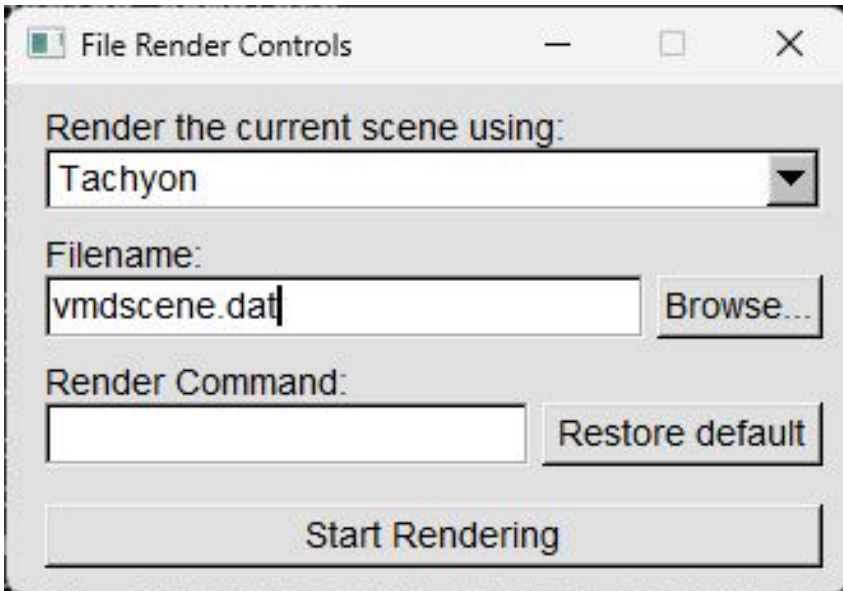 File Render Controls
Render the current scene using:
Tachyon
Filename:
vmdscene.dat
Browse...
Render Command:
Restore default
Start Rendering